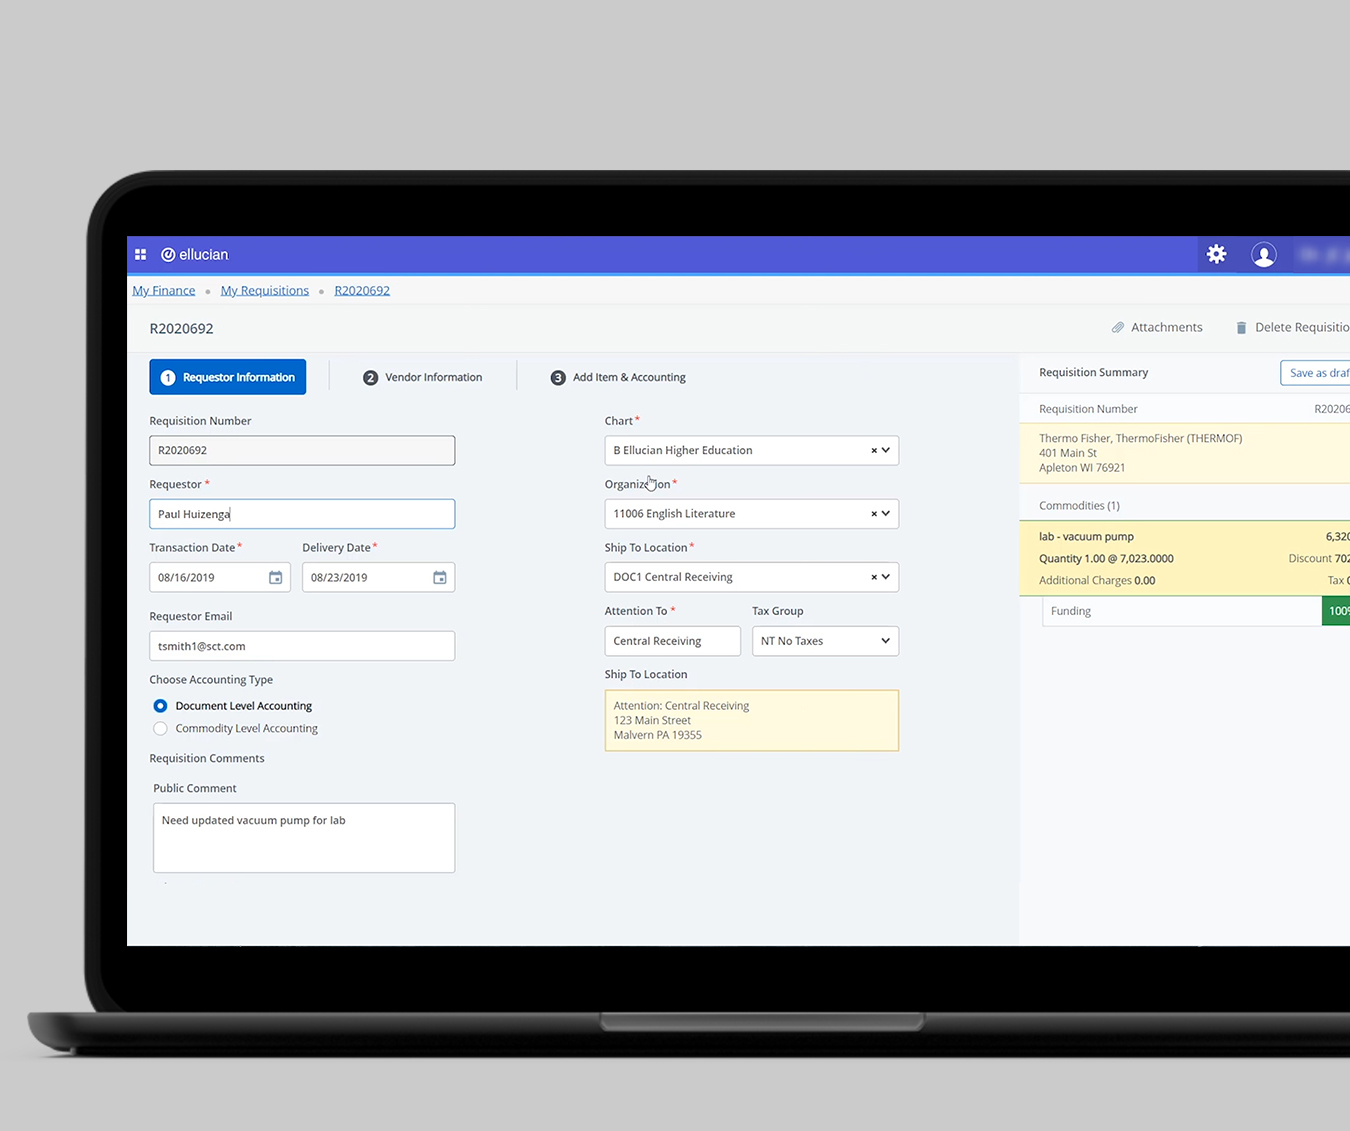 ellucian
My Finance • My Requisitions • R2020692
R2020692
Attachments
Delete Requisitio
1 Requestor Information
2 Vendor Information
3 Add Item & Accounting
Requisition Number
R2020692
Requestor *
Paul Huizenga
Transaction Date* Delivery Date*
08/16/2019 08/23/2019
Requestor Email
tsmith1@sct.com
Choose Accounting Type
Document Level Accounting
Commodity Level Accounting
Requisition Comments
Public Comment
Need updated vacuum pump for lab
Chart*
B Ellucian Higher Education
Organization*
11006 English Literature
Ship To Location*
DOC1 Central Receiving
Attention To * Tax Group
Central Receiving NT No Taxes
Ship To Location
Attention: Central Receiving
123 Main Street
Malvern PA 19355
Requisition Summary Save as draf
Requisition Number R20206
Thermo Fisher, ThermoFisher (THERMOF)
401 Main St
Apleton WI 76921
Commodities (1)
lab - vacuum pump 6,320
Quantity 1.00 @ 7,023.0000 Discount 702
Additional Charges 0.00 Tax 0
Funding 100%